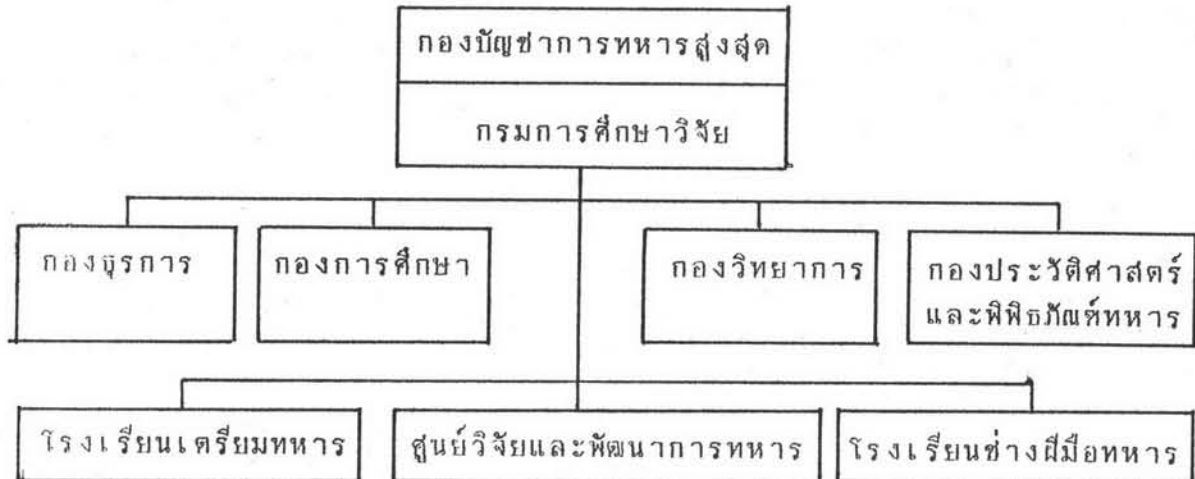 กองบัญชาการทหารสูงสุด
กรมการศึกษาวิจัย
กองธุรการ
กองการศึกษา
กองวิทยาการ
กองประวัติศาสตร์
และพิพิธภัณฑ์ทหาร
โรงเรียนเตรียมทหาร
ศูนย์วิจัยและพัฒนาการทหาร
โรงเรียนช่างฝีมือทหาร